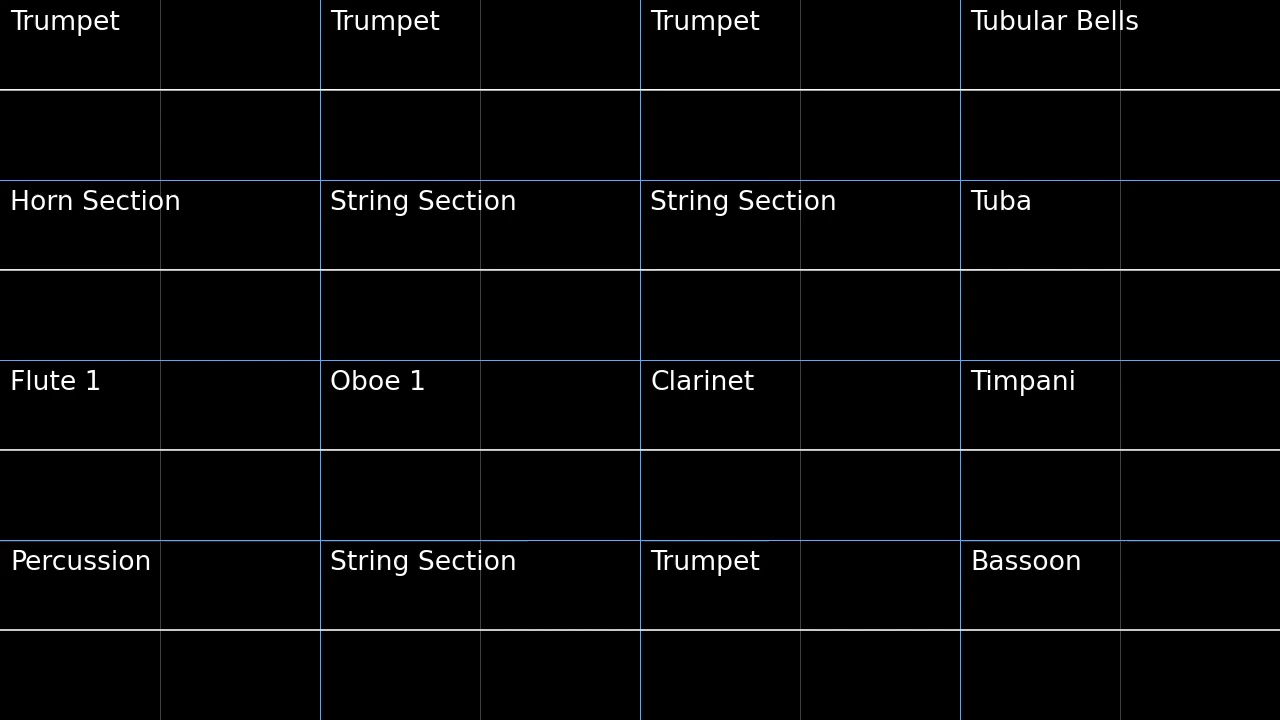 Trumpet
Trumpet
Trumpet
Tubular Bells
Horn Section
String Section
String Section
Tuba
Flute 1
Oboe 1
Clarinet
Timpani
Percussion
String Section
Trumpet
Bassoon